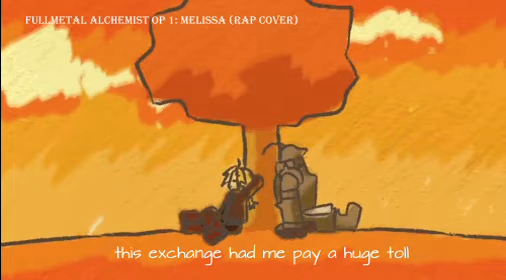 FULLMETAL ALCHEMIST OP 1: MELISSA (RAP COVER)
this exchange had me pay a huge toll